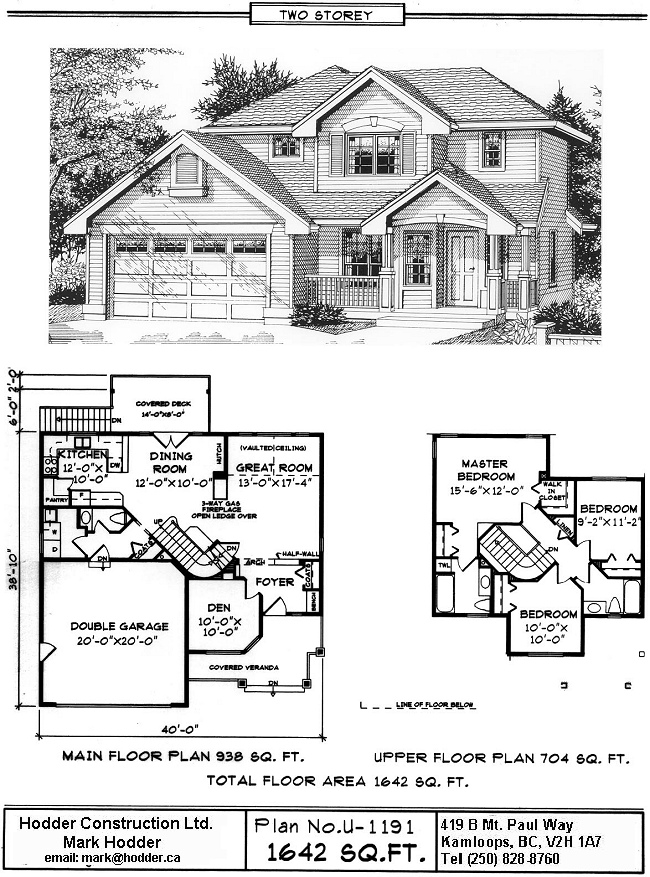 TWO STOREY
6'-0" 2'-0"
COVERED DECK
14'-0"X8'-0"
DN
KITCHEN
12'-0"X
10'-0"
DW
DINING
ROOM
12'-0"X10'-0"
HUTCH
(VAULTED CEILING)
GREAT ROOM
13'-0"X17'-4"
PANTRY
F
3-WAY GAS
FIREPLACE
OPEN LEDGE OVER
W
D
UP
COATS
DN
DN
HALF-WALL
ARCH
FOYER
COATS
BENCH
38'-10"
DOUBLE GARAGE
20'-0"X20'-0"
DEN
10'-0"X
10'-0"
COVERED VERANDA
DN
40'-0"
MAIN FLOOR PLAN 938 SQ. FT.
MASTER
BEDROOM
15'-6"X12'-0"
WALK
IN
CLOSET
BEDROOM
9'-2"X11'-2"
LINEN
DN
TWL
BEDROOM
10'-0"X
10'-0"
LINE OF FLOOR BELOW
UPPER FLOOR PLAN 704 SQ. FT.
TOTAL FLOOR AREA 1642 SQ. FT.
Hodder Construction Ltd.
Mark Hodder
email: mark@hodder.ca
Plan No.U-1191
1642 SQ.FT.
419 B Mt. Paul Way
Kamloops, BC, V2H 1A7
Tel (250) 828-8760